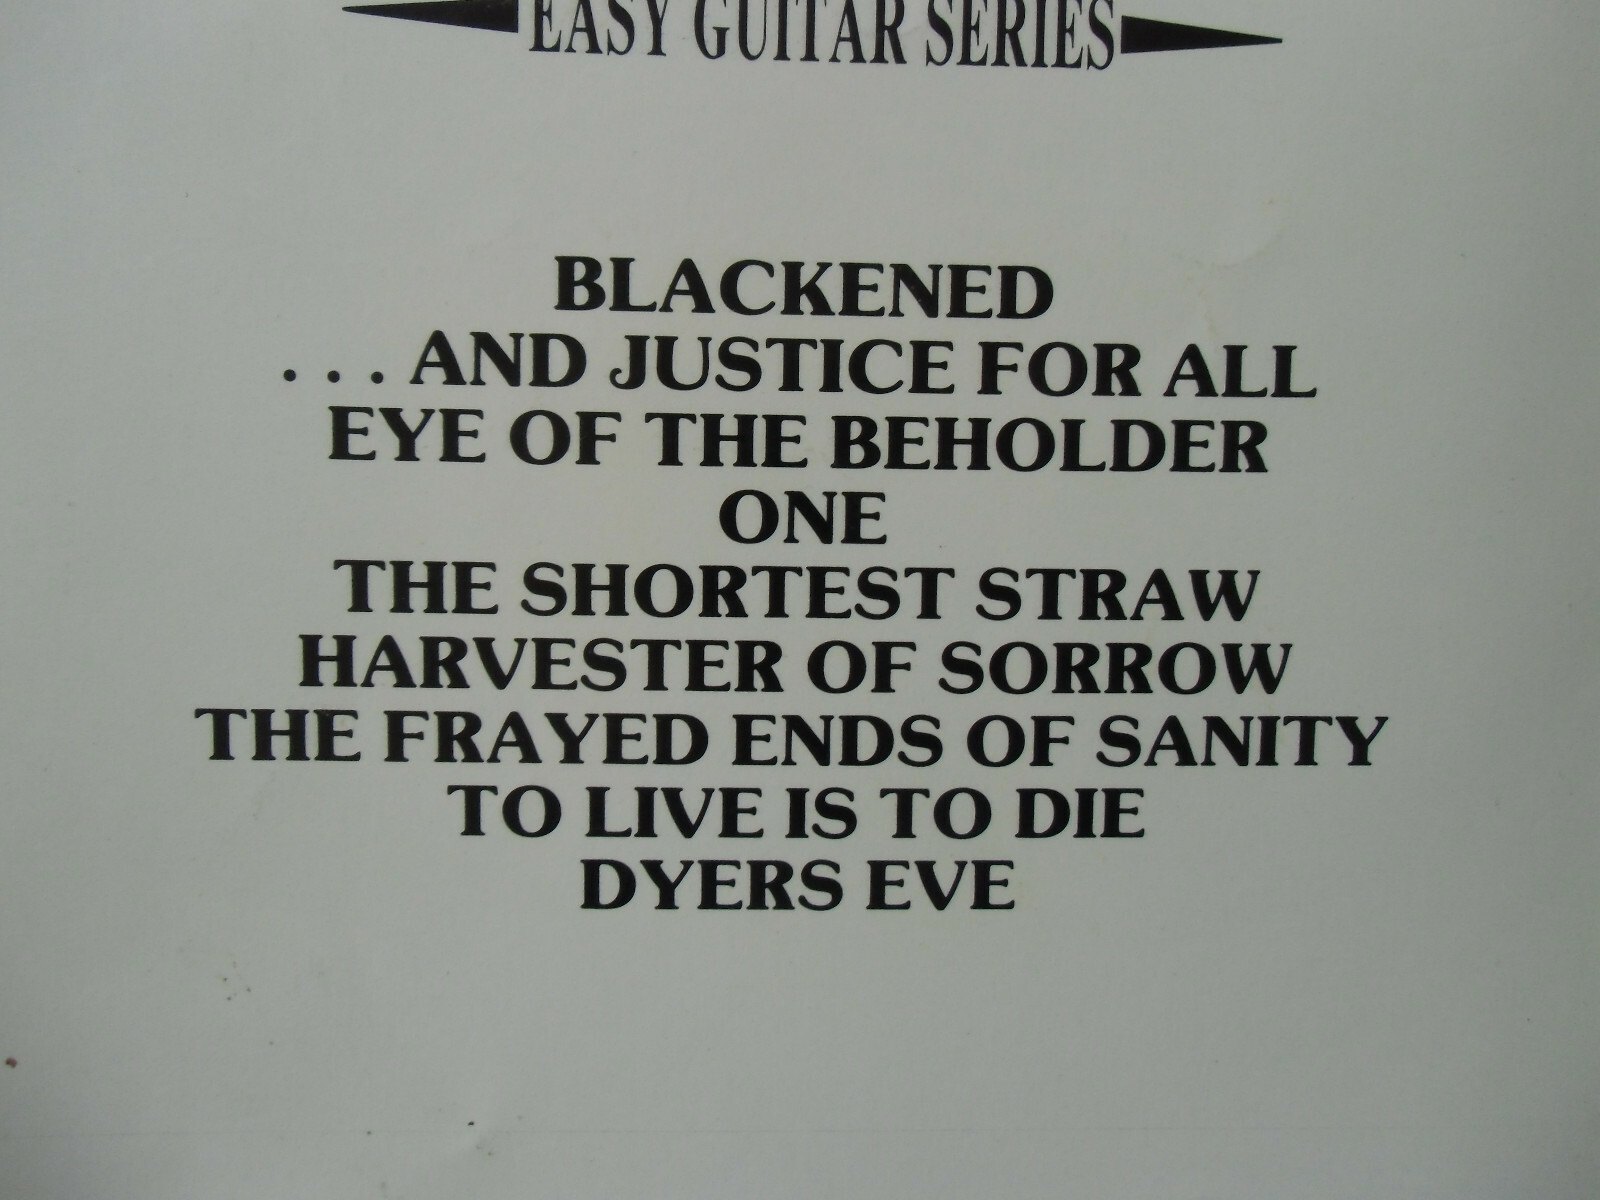 EASY GUITAR SERIES
BLACKENED
. . . AND JUSTICE FOR ALL
EYE OF THE BEHOLDER
ONE
THE SHORTEST STRAW
HARVESTER OF SORROW
THE FRAYED ENDS OF SANITY
TO LIVE IS TO DIE
DYERS EVE